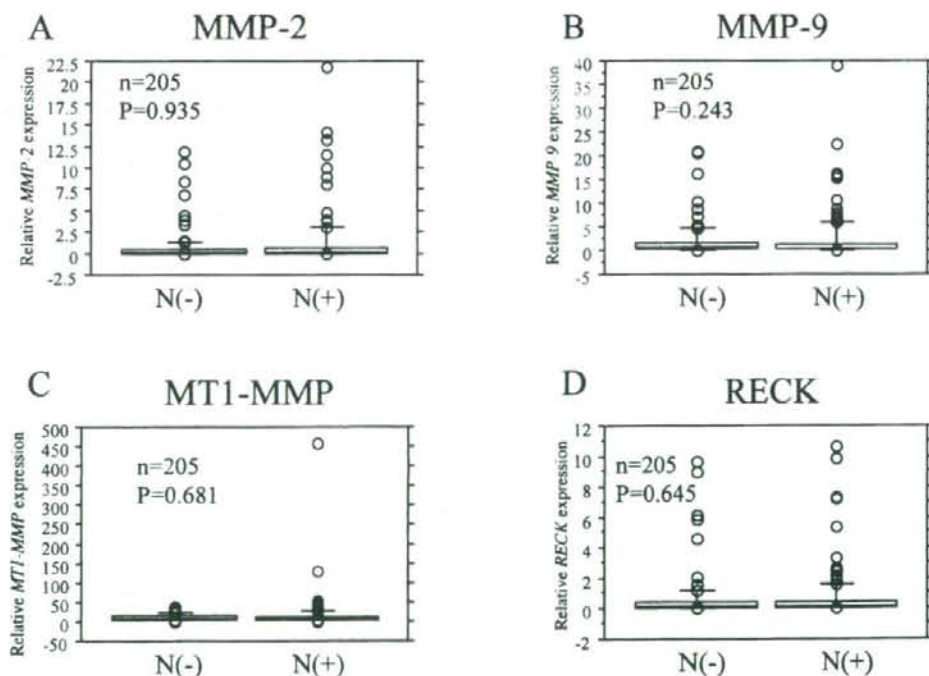 A
MMP-2
Relative MMP-2 expression
22.5
20
17.5
15
12.5
10
7.5
5
2.5
0
-2.5
n=205
P=0.935
N(-)
N(+)
B
MMP-9
Relative MMP 9 expression
40
35
30
25
20
15
10
5
0
-5
n=205
P=0.243
N(-)
N(+)
C
MT1-MMP
Relative MT1-MMP expression
500
450
400
350
300
250
200
150
100
50
0
-50
n=205
P=0.681
N(-)
N(+)
D
RECK
Relative RECK expression
12
10
8
6
4
2
0
-2
n=205
P=0.645
N(-)
N(+)